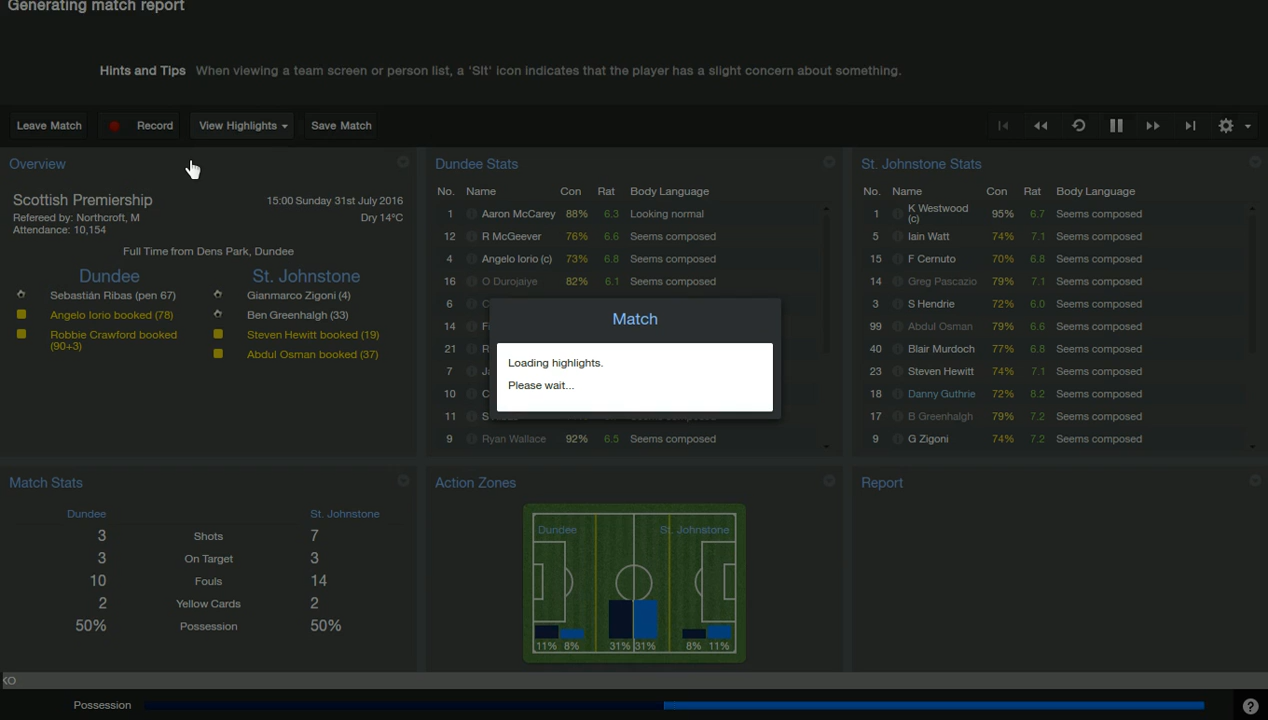 Generating match report
Hints and Tips When viewing a team screen or person list, a 'Slt' icon indicates that the player has a slight concern about something.
Leave Match Record View Highlights Save Match
Overview
Scottish Premiership 15:00 Sunday 31st July 2016
Refereed by: Northcroft, M Dry 14°C
Attendance: 10,154
Full Time from Dens Park, Dundee
Dundee St. Johnstone
Sebastián Ribas (pen 67) Gianmarco Zigoni (4)
Angelo Iorio booked (78) Ben Greenhalgh (33)
Robbie Crawford booked (90+3) Steven Hewitt booked (19)
Abdul Osman booked (37)
Dundee Stats
No. Name Con Rat Body Language
1 Aaron McCarey 88% 6.3 Looking normal
12 R McGeever 76% 6.6 Seems composed
4 Angelo Iorio (c) 73% 6.8 Seems composed
16 O Durojaiye 82% 6.1 Seems composed
6
14
21
7
10
11
9 Ryan Wallace 92% 6.5 Seems composed
Match
Loading highlights.
Please wait...
St. Johnstone Stats
No. Name Con Rat Body Language
1 K Westwood (c) 95% 6.7 Seems composed
5 Iain Watt 74% 7.1 Seems composed
15 F Cernuto 70% 6.8 Seems composed
14 Greg Pascazio 79% 7.1 Seems composed
3 S Hendrie 72% 6.0 Seems composed
99 Abdul Osman 79% 6.6 Seems composed
40 Blair Murdoch 77% 6.8 Seems composed
23 Steven Hewitt 74% 7.1 Seems composed
18 Danny Guthrie 72% 8.2 Seems composed
17 B Greenhalgh 79% 7.2 Seems composed
9 G Zigoni 74% 7.2 Seems composed
Match Stats
Dundee St. Johnstone
3 Shots 7
3 On Target 3
10 Fouls 14
2 Yellow Cards 2
50% Possession 50%
Action Zones
Dundee St. Johnstone
11% 8% 31% 31% 8% 11%
Report
KO
Possession
?